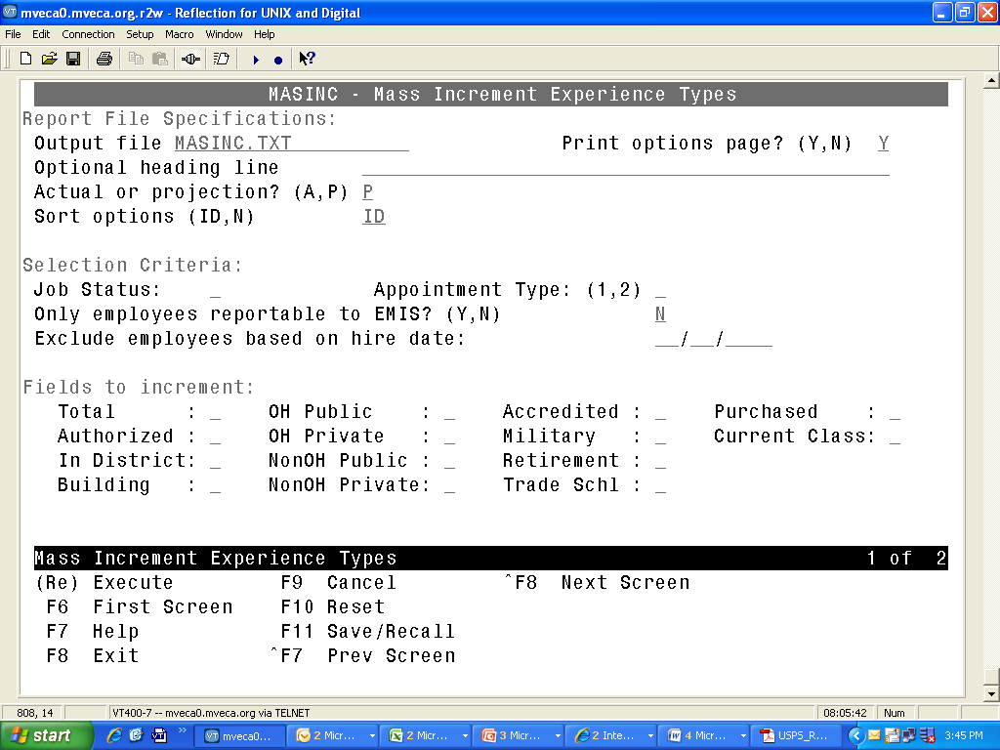 mveca0.mveca.org.r2w - Reflection for UNIX and Digital
File Edit Connection Setup Macro Window Help
MASINC - Mass Increment Experience Types
Report File Specifications:
Output file MASINC.TXT Print options page? (Y,N) Y
Optional heading line
Actual or projection? (A,P) P
Sort options (ID,N) ID
Selection Criteria:
Job Status: _ Appointment Type: (1,2) _
Only employees reportable to EMIS? (Y,N) N
Exclude employees based on hire date: __/__/____
Fields to increment:
Total : _ OH Public : _ Accredited : _ Purchased : _
Authorized : _ OH Private : _ Military : _ Current Class: _
In District: _ NonOH Public : _ Retirement : _
Building : _ NonOH Private: _ Trade Schl : _
Mass Increment Experience Types 1 of 2
(Re) Execute F9 Cancel ^F8 Next Screen
F6 First Screen F10 Reset
F7 Help F11 Save/Recall
F8 Exit ^F7 Prev Screen
808, 14 VT400-7 -- mveca0.mveca.org via TELNET 08:05:42 Num
start mveca0... 2 Micr... 2 Micr... 3 Micr... 2 Inte... 4 Micr... USPS_R... 3:45 PM